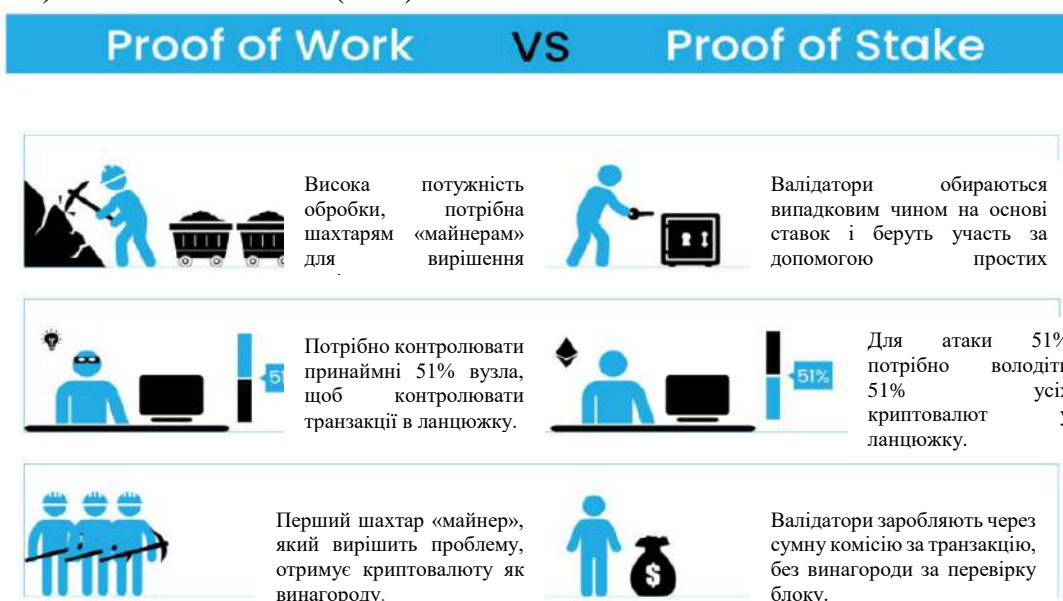 Proof of Work VS Proof of Stake
Висока потужність
обробки, потрібна
шахтарям «майнерам»
для вирішення
Валідатори обираються
випадковим чином на основі
ставок і беруть участь за
допомогою простих
Потрібно контролювати
принаймні 51% вузла,
щоб контролювати
транзакції в ланцюжку.
51%
Для атаки 51%
потрібно володіти
51% усіх
криптовалют у
ланцюжку.
Перший шахтар «майнер»,
який вирішить проблему,
отримує криптовалюту як
винагороду.
$
Валідатори заробляють через
сумну комісію за транзакцію,
без винагороди за перевірку
блоку.